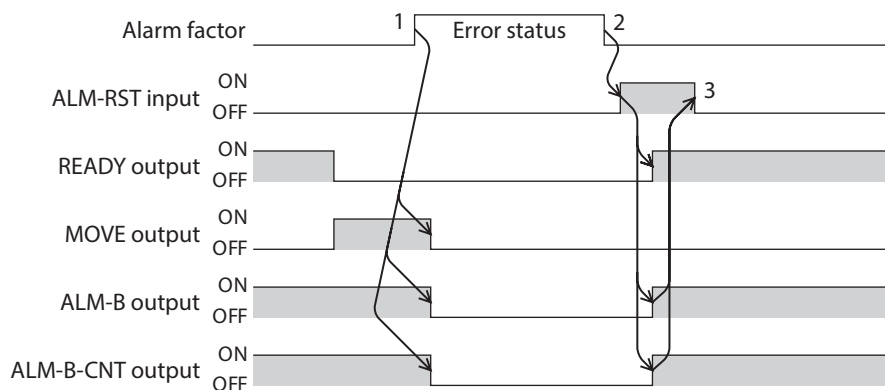 Alarm factor 1 Error status 2
ALM-RST input ON OFF 3
READY output ON OFF
MOVE output ON OFF
ALM-B output ON OFF
ALM-B-CNT output ON OFF